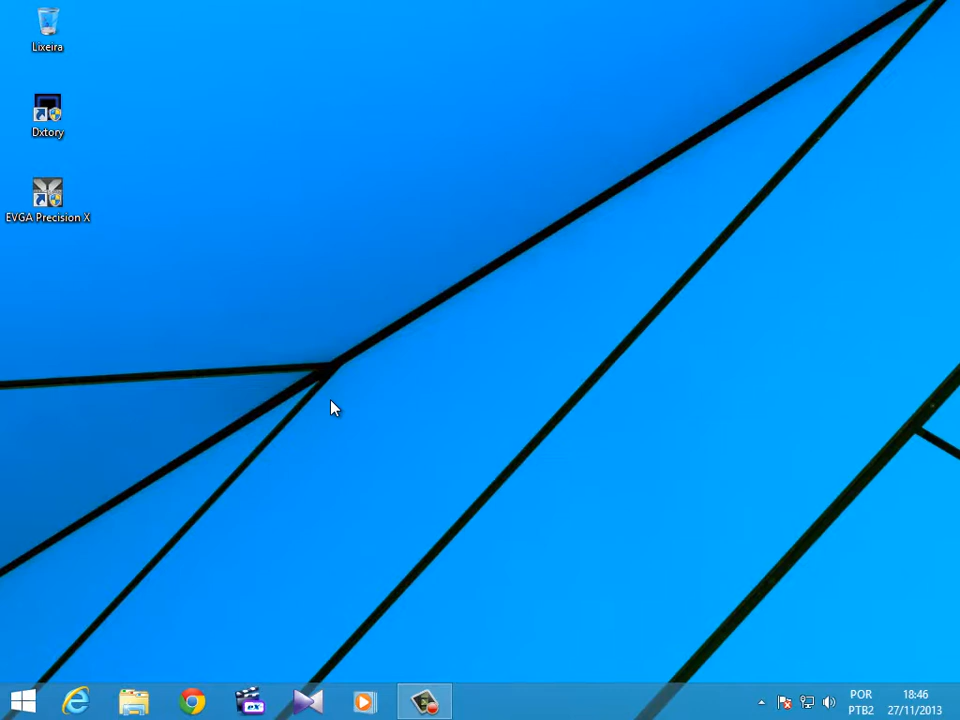 Lixeira
Dxtory
EVGA Precision X
POR
PTB2
18:46
27/11/2013